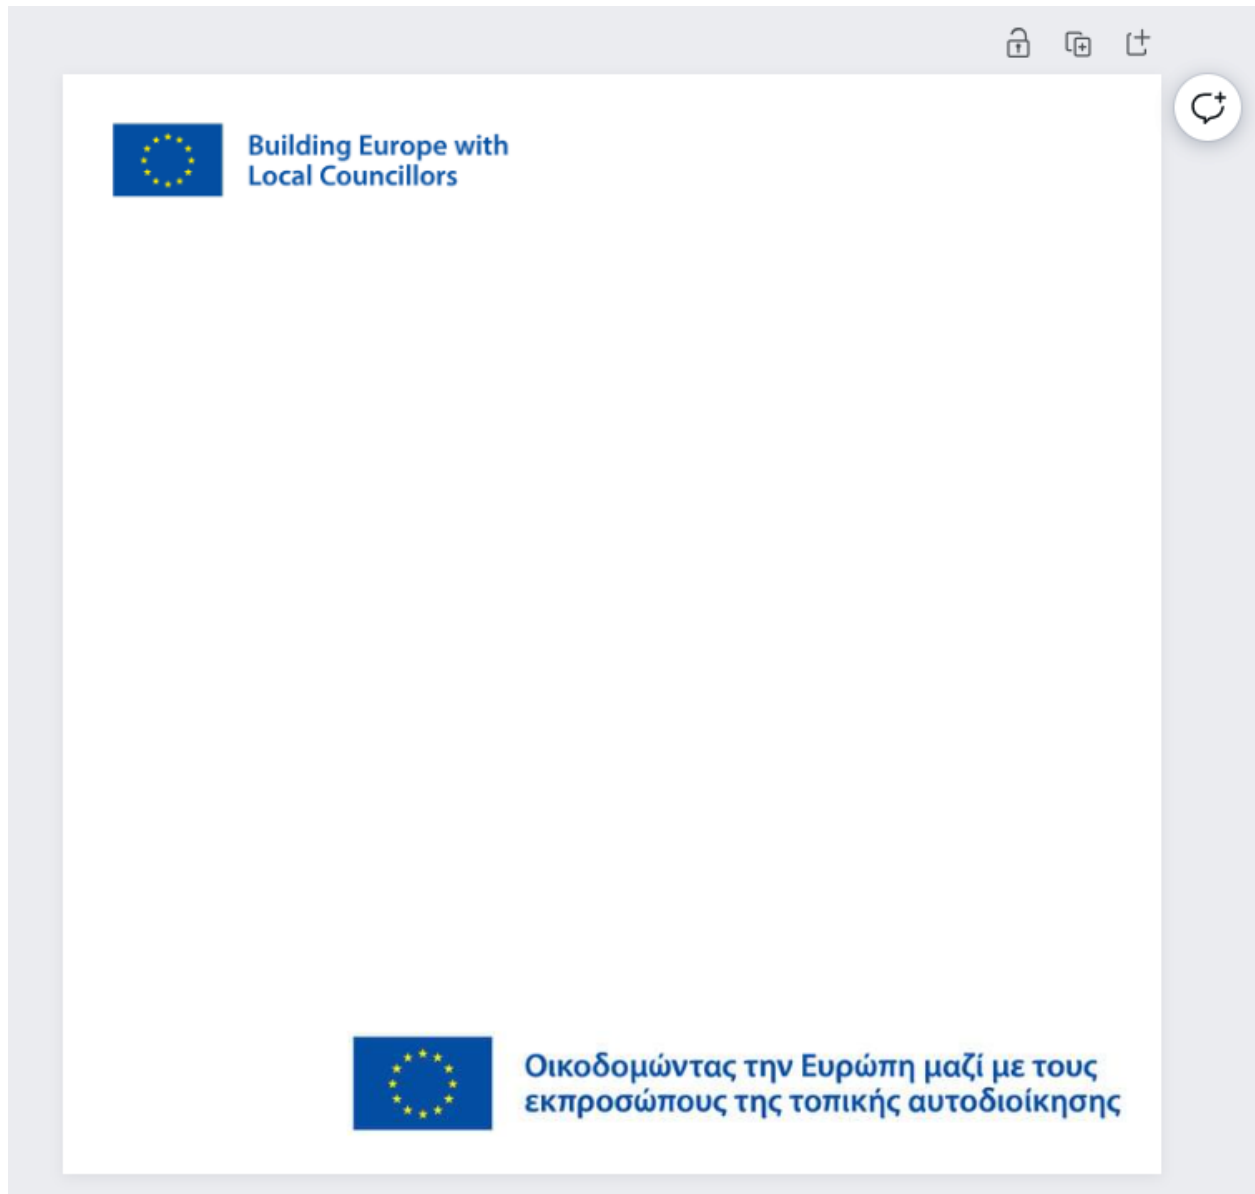 Building Europe with
Local Councillors
Οικοδομώντας την Ευρώπη μαζί με τους
εκπροσώπους της τοπικής αυτοδιοίκησης